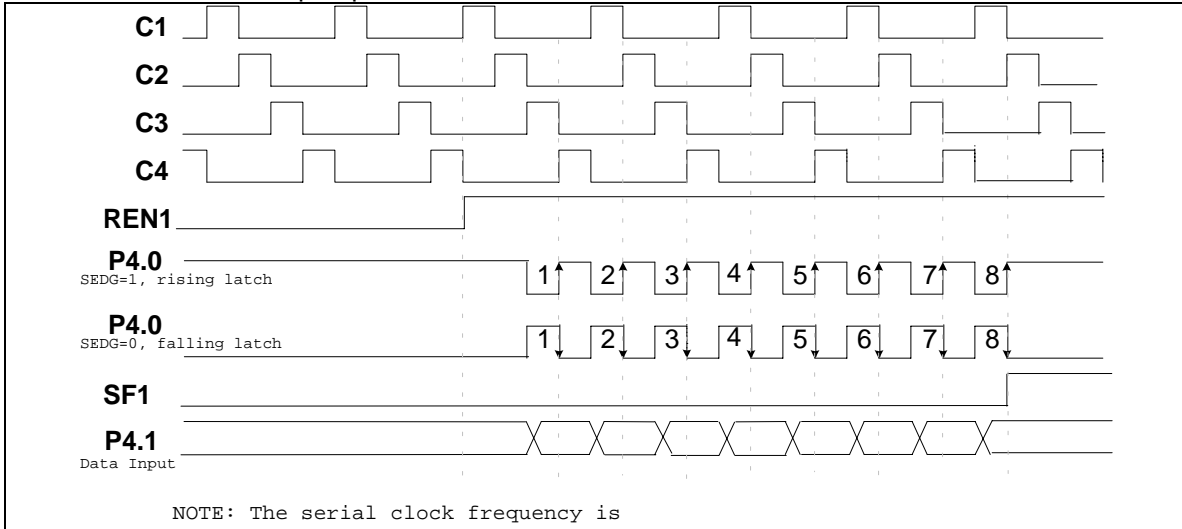 C1
C2
C3
C4
REN1
P4.0
SEDG=1, rising latch
1 2 3 4 5 6 7 8
P4.0
SEDG=0, falling latch
1 2 3 4 5 6 7 8
SF1
P4.1
Data Input
NOTE: The serial clock frequency is